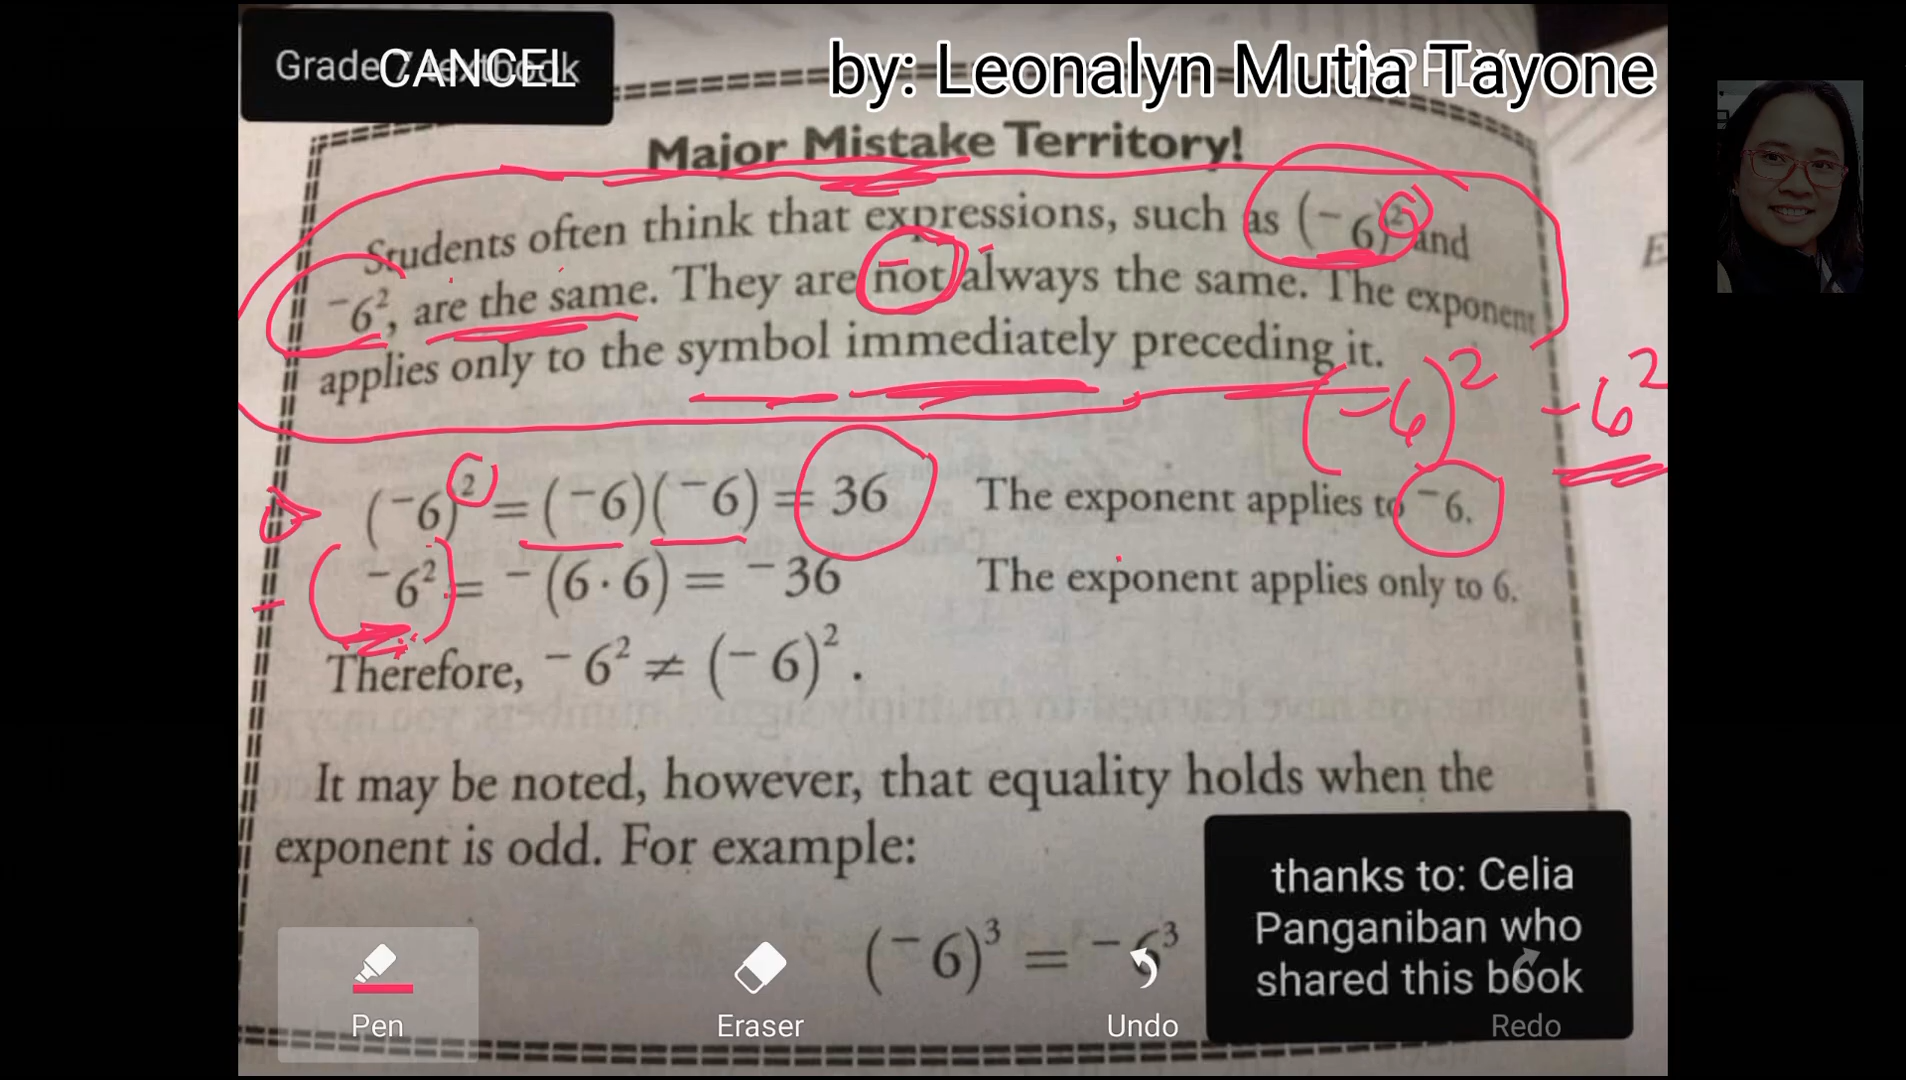 Grade 7 textbook
CANCEL
by: Leonalyn Mutia Tayone
Major Mistake Territory!
Students often think that expressions, such as (⁻6)² and
⁻6², are the same. They are not always the same. The exponent
applies only to the symbol immediately preceding it.
(-6)² -6²
(⁻6)² = (⁻6)(⁻6) = 36 The exponent applies to ⁻6.
⁻6² = ⁻(6·6) = ⁻36 The exponent applies only to 6.
Therefore, ⁻6² ≠ (⁻6)².
It may be noted, however, that equality holds when the
exponent is odd. For example:
(⁻6)³ = ⁻6³
thanks to: Celia
Panganiban who
shared this book
Pen Eraser Undo Redo